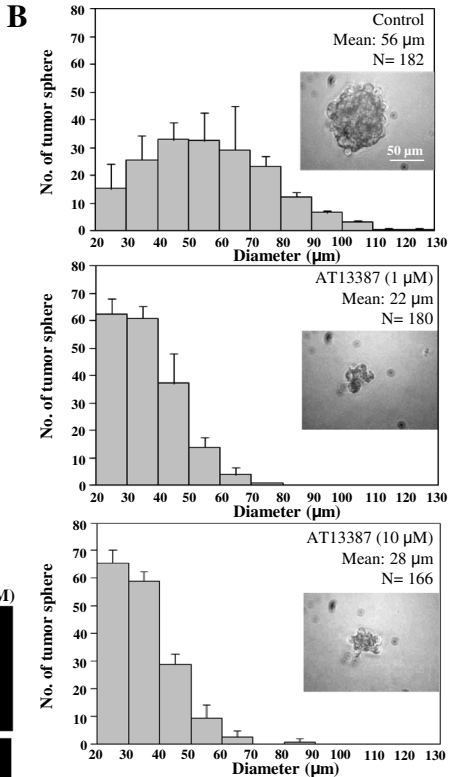 B
80
70
60
50
40
30
20
10
0
No. of tumor sphere
Control
Mean: 56 µm
N= 182
50 µm
20 30 40 50 60 70 80 90 100 110 120 130
Diameter (µm)
80
70
60
50
40
30
20
10
0
No. of tumor sphere
AT13387 (1 µM)
Mean: 22 µm
N= 180
20 30 40 50 60 70 80 90 100 110 120 130
Diameter (µm)
80
70
60
50
40
30
20
10
0
No. of tumor sphere
AT13387 (10 µM)
Mean: 28 µm
N= 166
20 30 40 50 60 70 80 90 100 110 120 130
Diameter (µm)
M)